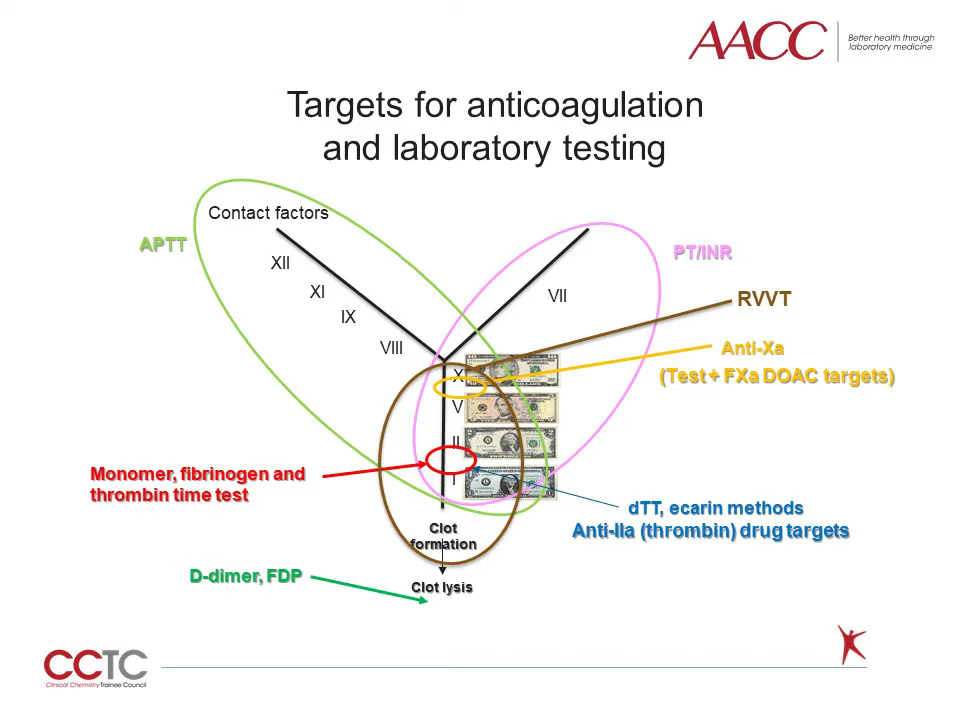 AACC
Better health through
laboratory medicine.
Targets for anticoagulation
and laboratory testing
Contact factors
APTT
PT/INR
XII
XI
VII
RVVT
IX
VIII
Anti-Xa
X
(Test + FXa DOAC targets)
V
II
Monomer, fibrinogen and
thrombin time test
I
dTT, ecarin methods
Anti-IIa (thrombin) drug targets
Clot
formation
D-dimer, FDP
Clot lysis
CCTC
Clinical Chemistry Trainee Council